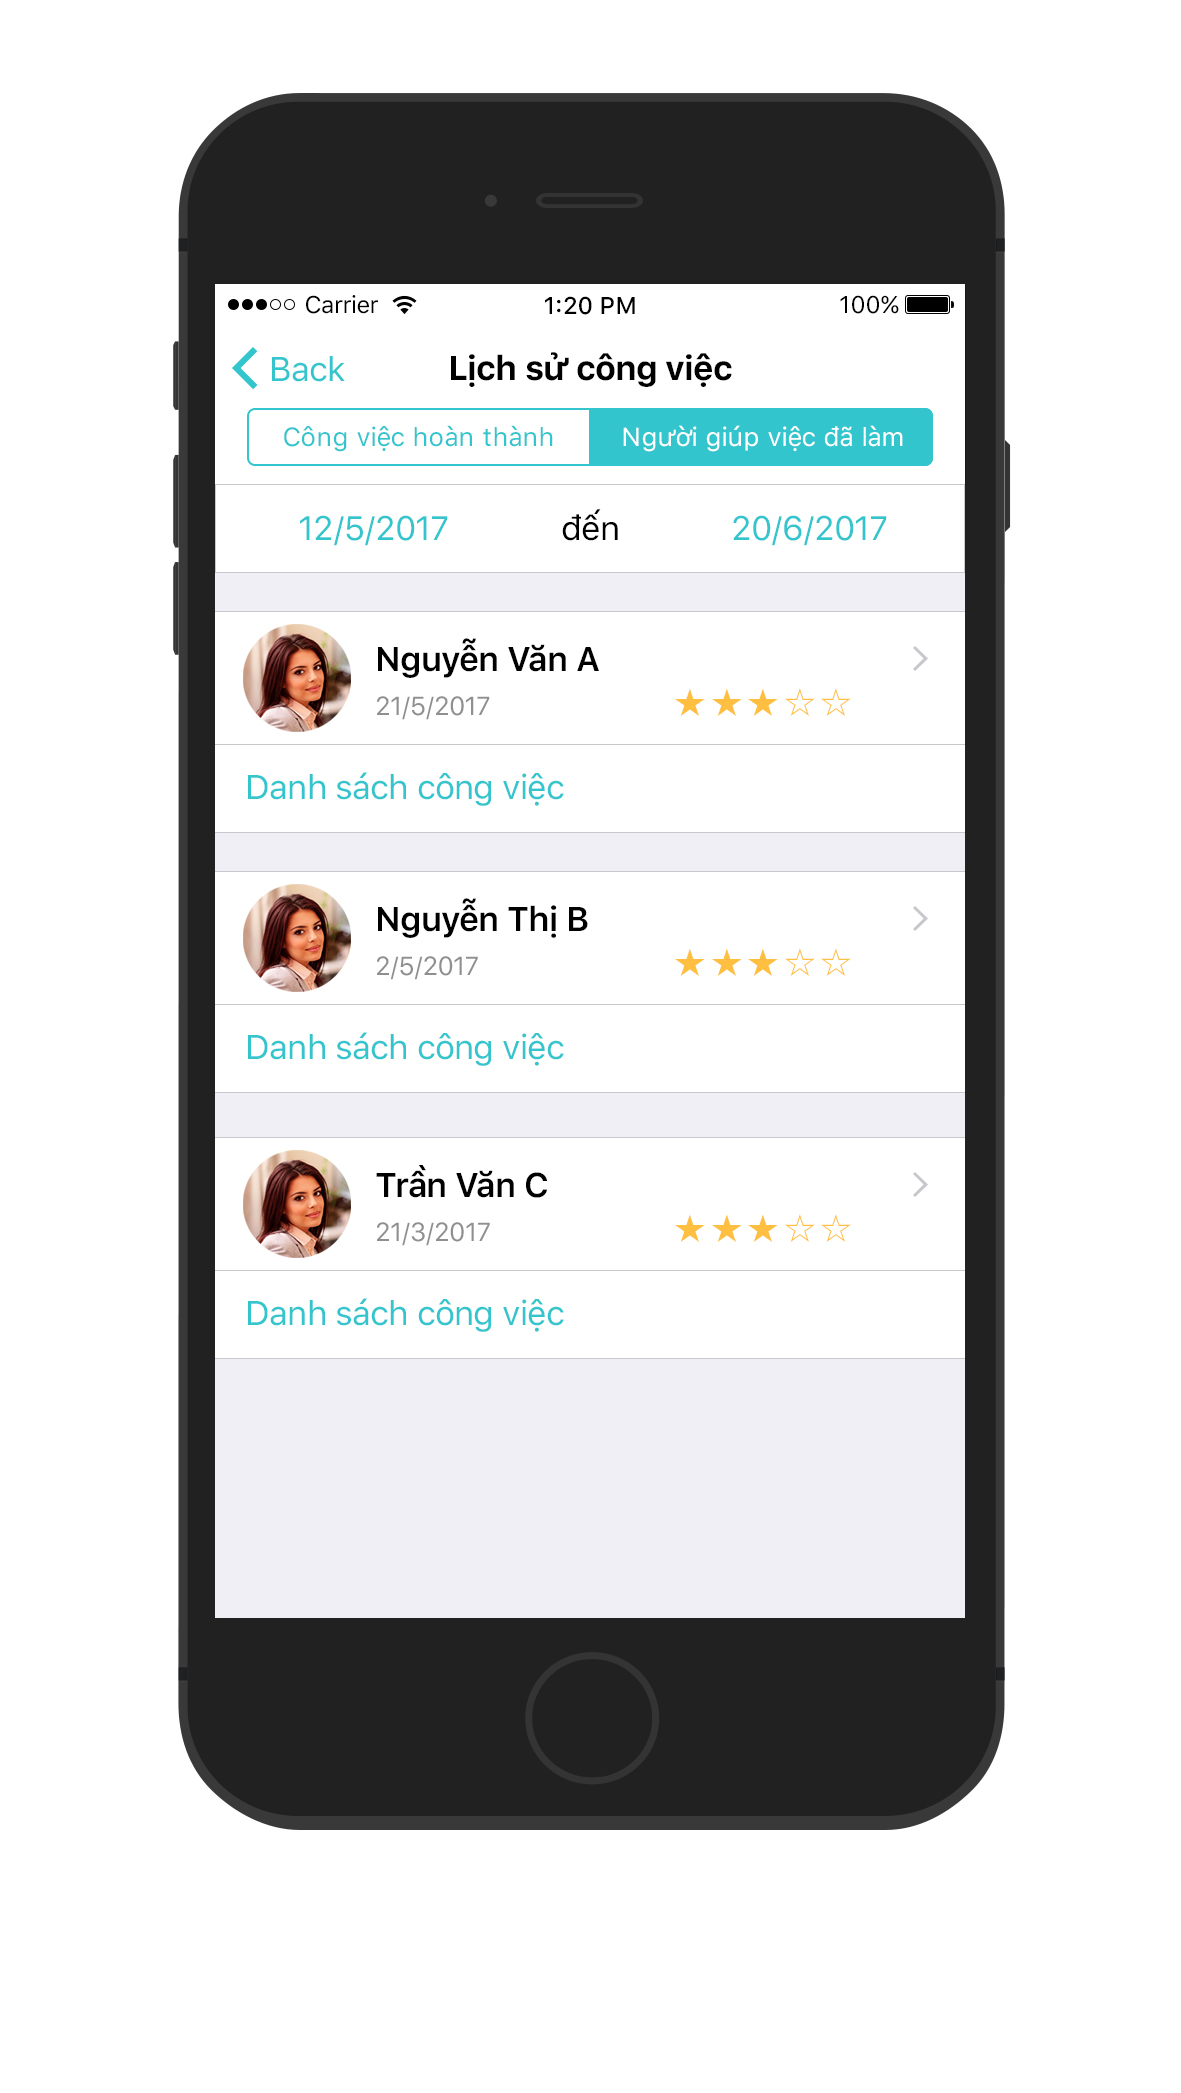 Carrier 1:20 PM 100%
Back Lịch sử công việc
Công việc hoàn thành Người giúp việc đã làm
12/5/2017 đến 20/6/2017
Nguyễn Văn A
21/5/2017
Danh sách công việc
Nguyễn Thị B
2/5/2017
Danh sách công việc
Trần Văn C
21/3/2017
Danh sách công việc